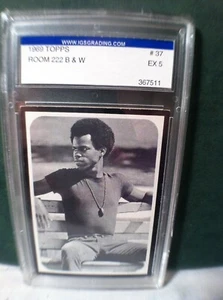 WWW.IGSGRADING.COM
1969 TOPPS # 37
ROOM 222 B & W EX 5
367511